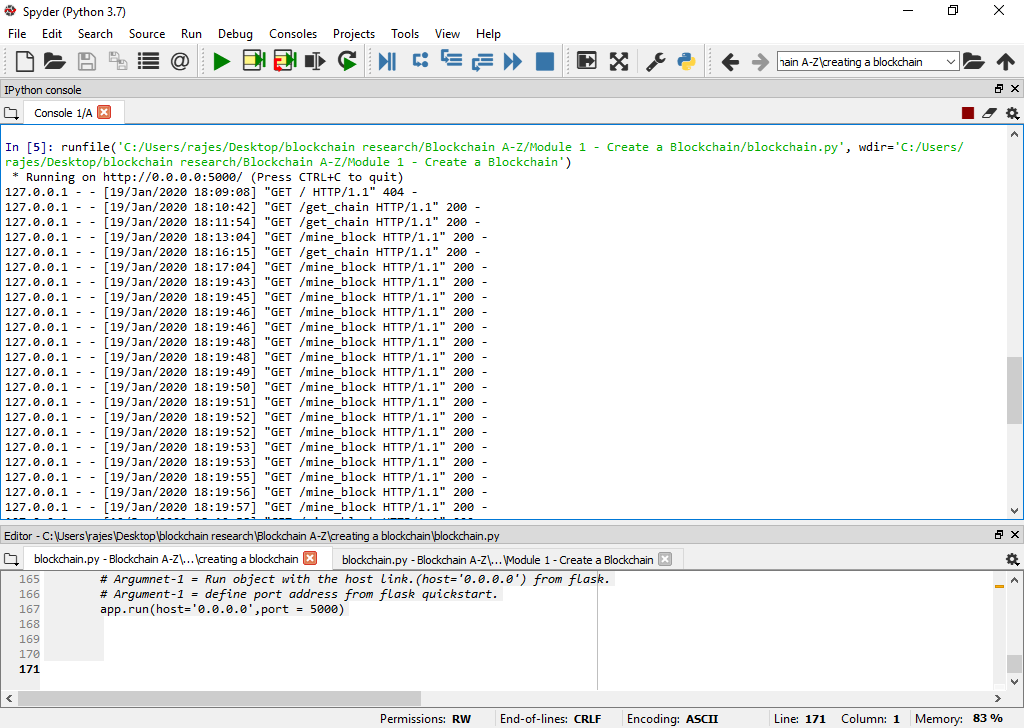 Spyder (Python 3.7)
File Edit Search Source Run Debug Consoles Projects Tools View Help
hain A-Z\creating a blockchain
IPython console
Console 1/A
In [5]: runfile('C:/Users/rajes/Desktop/blockchain research/Blockchain A-Z/Module 1 - Create a Blockchain/blockchain.py', wdir='C:/Users/
rajes/Desktop/blockchain research/Blockchain A-Z/Module 1 - Create a Blockchain')
* Running on http://0.0.0.0:5000/ (Press CTRL+C to quit)
127.0.0.1 - - [19/Jan/2020 18:09:08] "GET / HTTP/1.1" 404 -
127.0.0.1 - - [19/Jan/2020 18:10:42] "GET /get_chain HTTP/1.1" 200 -
127.0.0.1 - - [19/Jan/2020 18:11:54] "GET /get_chain HTTP/1.1" 200 -
127.0.0.1 - - [19/Jan/2020 18:13:04] "GET /mine_block HTTP/1.1" 200 -
127.0.0.1 - - [19/Jan/2020 18:16:15] "GET /get_chain HTTP/1.1" 200 -
127.0.0.1 - - [19/Jan/2020 18:17:04] "GET /mine_block HTTP/1.1" 200 -
127.0.0.1 - - [19/Jan/2020 18:19:43] "GET /mine_block HTTP/1.1" 200 -
127.0.0.1 - - [19/Jan/2020 18:19:45] "GET /mine_block HTTP/1.1" 200 -
127.0.0.1 - - [19/Jan/2020 18:19:46] "GET /mine_block HTTP/1.1" 200 -
127.0.0.1 - - [19/Jan/2020 18:19:46] "GET /mine_block HTTP/1.1" 200 -
127.0.0.1 - - [19/Jan/2020 18:19:48] "GET /mine_block HTTP/1.1" 200 -
127.0.0.1 - - [19/Jan/2020 18:19:48] "GET /mine_block HTTP/1.1" 200 -
127.0.0.1 - - [19/Jan/2020 18:19:49] "GET /mine_block HTTP/1.1" 200 -
127.0.0.1 - - [19/Jan/2020 18:19:50] "GET /mine_block HTTP/1.1" 200 -
127.0.0.1 - - [19/Jan/2020 18:19:51] "GET /mine_block HTTP/1.1" 200 -
127.0.0.1 - - [19/Jan/2020 18:19:52] "GET /mine_block HTTP/1.1" 200 -
127.0.0.1 - - [19/Jan/2020 18:19:52] "GET /mine_block HTTP/1.1" 200 -
127.0.0.1 - - [19/Jan/2020 18:19:53] "GET /mine_block HTTP/1.1" 200 -
127.0.0.1 - - [19/Jan/2020 18:19:53] "GET /mine_block HTTP/1.1" 200 -
127.0.0.1 - - [19/Jan/2020 18:19:55] "GET /mine_block HTTP/1.1" 200 -
127.0.0.1 - - [19/Jan/2020 18:19:56] "GET /mine_block HTTP/1.1" 200 -
127.0.0.1 - - [19/Jan/2020 18:19:57] "GET /mine_block HTTP/1.1" 200 -
Editor - C:\Users\rajes\Desktop\blockchain research\Blockchain A-Z\creating a blockchain\blockchain.py
blockchain.py - Blockchain A-Z\...\creating a blockchain blockchain.py - Blockchain A-Z\...\Module 1 - Create a Blockchain
165 # Argumnet-1 = Run object with the host link.(host='0.0.0.0') from flask.
166 # Argument-1 = define port address from flask quickstart.
167 app.run(host='0.0.0.0',port = 5000)
168
169
170
171
Permissions: RW End-of-lines: CRLF Encoding: ASCII Line: 171 Column: 1 Memory: 83 %